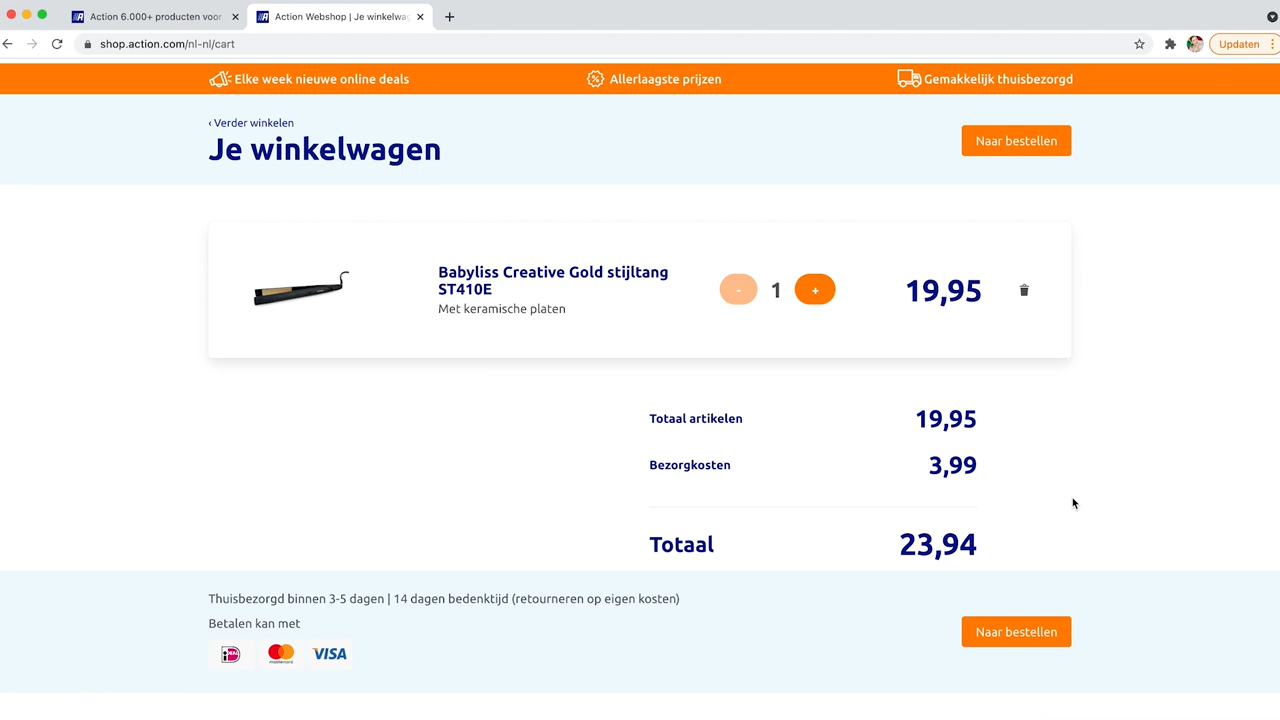 Action 6.000+ producten voor
Action Webshop | Je winkelwag
shop.action.com/nl-nl/cart
Updaten
Elke week nieuwe online deals
Allerlaagste prijzen
Gemakkelijk thuisbezorgd
‹ Verder winkelen
Je winkelwagen
Naar bestellen
Babyliss Creative Gold stijltang
ST410E
Met keramische platen
- 1 +
19,95
Totaal artikelen 19,95
Bezorgkosten 3,99
Totaal 23,94
Thuisbezorgd binnen 3-5 dagen | 14 dagen bedenktijd (retourneren op eigen kosten)
Betalen kan met
Naar bestellen
iDEAL mastercard VISA